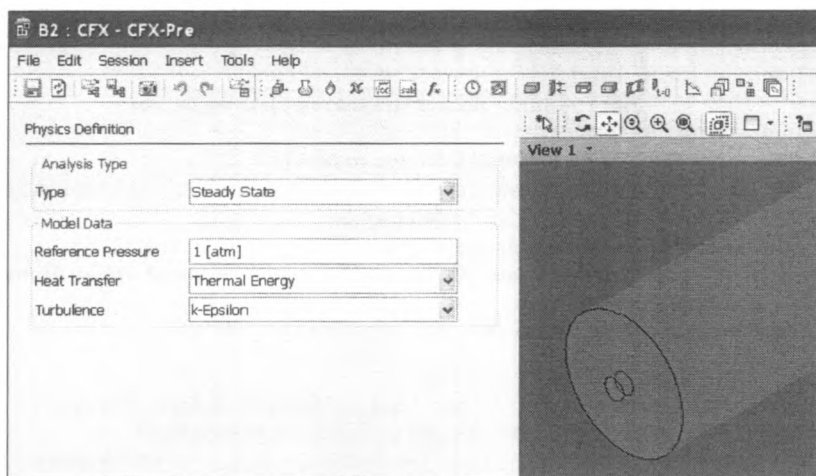 B2 : CFX - CFX-Pre
File Edit Session Insert Tools Help
Physics Definition
View 1
Analysis Type
Type Steady State
Model Data
Reference Pressure 1 [atm]
Heat Transfer Thermal Energy
Turbulence k-Epsilon